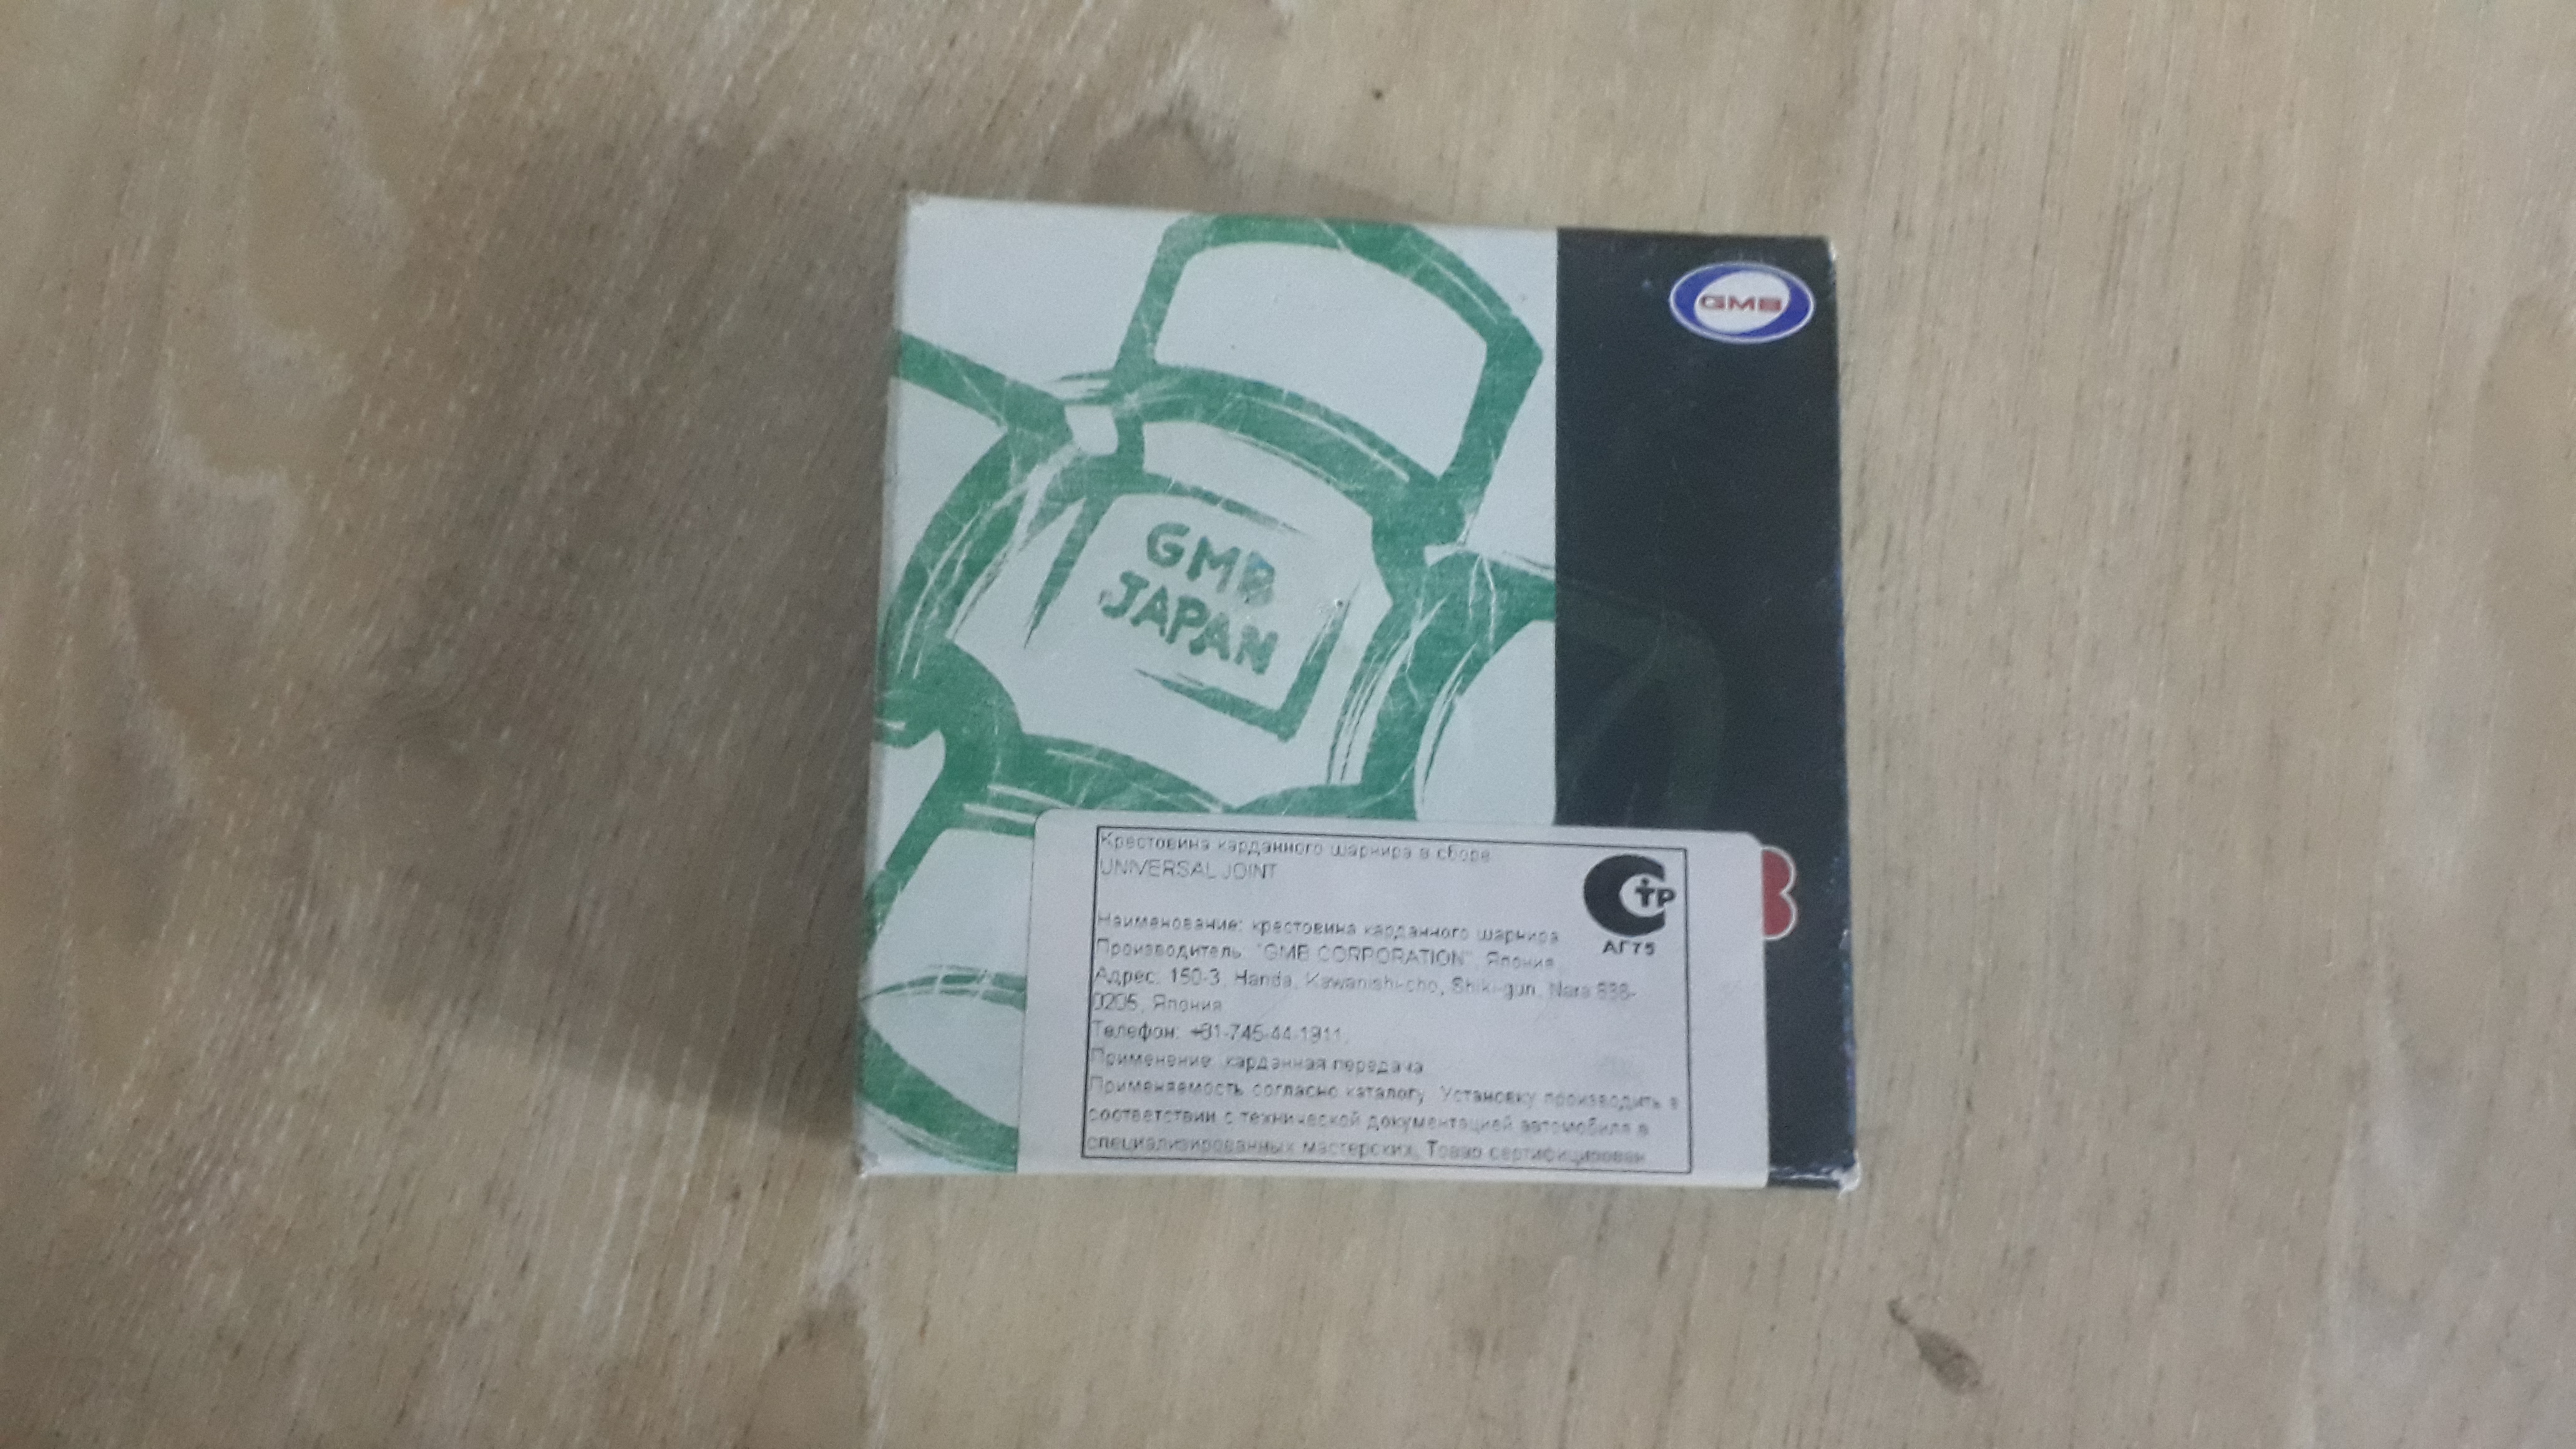 GMB
GMB
JAPAN
Крестовина карданного шарнира в сборе
UNIVERSAL JOINT
Наименование: крестовина карданного шарнира
Производитель: "GMB CORPORATION", Япония
Адрес: 150-3, Handa, Kawanishi-cho, Shiki-gun, Nara 636-
0205, Япония
Телефон: +81-745-44-1911,
Применение: карданная передача
Применяемость согласно каталогу. Установку производить в
соответствии с технической документацией автомобиля в
специализированных мастерских. Товар сертифицирован
СТР
АГ75
B